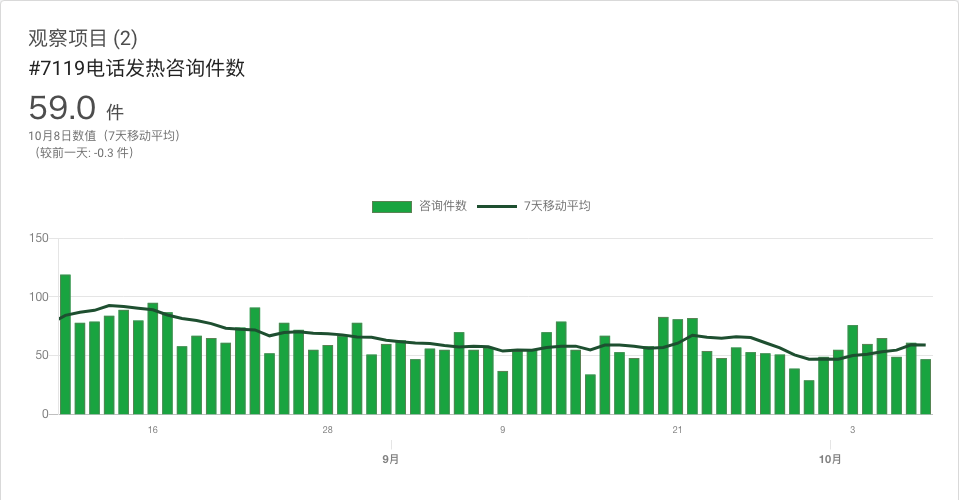 观察项目 (2)
#7119电话发热咨询件数
59.0 件
10月8日数值（7天移动平均）
（较前一天: -0.3 件）
咨询件数 7天移动平均
150
100
50
0
16 28 9 21 3
9月 10月